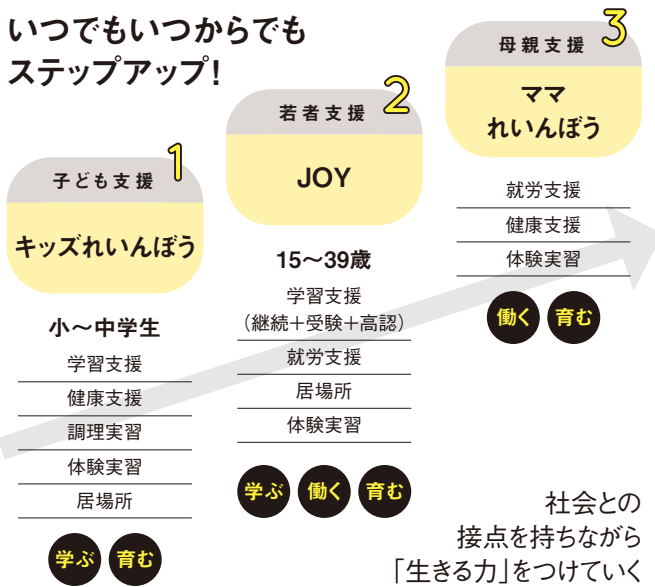 いつでもいつからでも
ステップアップ!
1
子ども支援
キッズれいんぼう
小〜中学生
学習支援
健康支援
調理実習
体験実習
居場所
学ぶ 育む
2
若者支援
JOY
15〜39歳
学習支援
（継続＋受験＋高認）
就労支援
居場所
体験実習
学ぶ 働く 育む
3
母親支援
ママ
れいんぼう
就労支援
健康支援
体験実習
働く 育む
社会との
接点を持ちながら
「生きる力」をつけていく